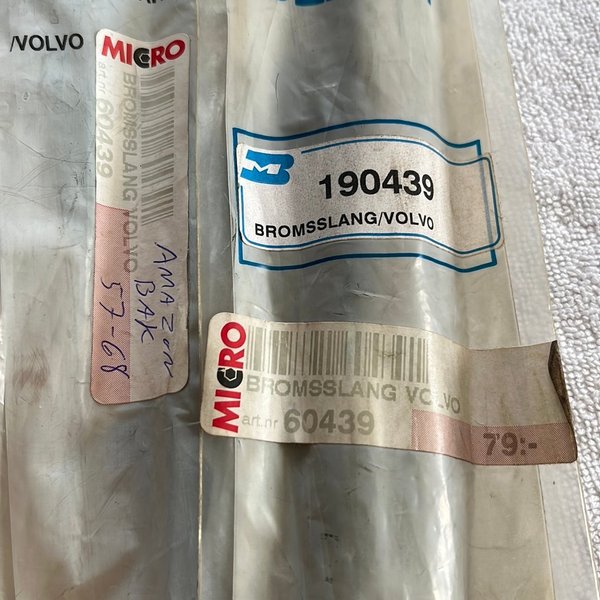 /VOLVO
MICRO
BROMSSLANG VOLVO
art.nr 60439
AMAZON
BAK
57-68
BM
190439
BROMSSLANG/VOLVO
MICRO
BROMSSLANG VOLVO
art.nr 60439
79:-